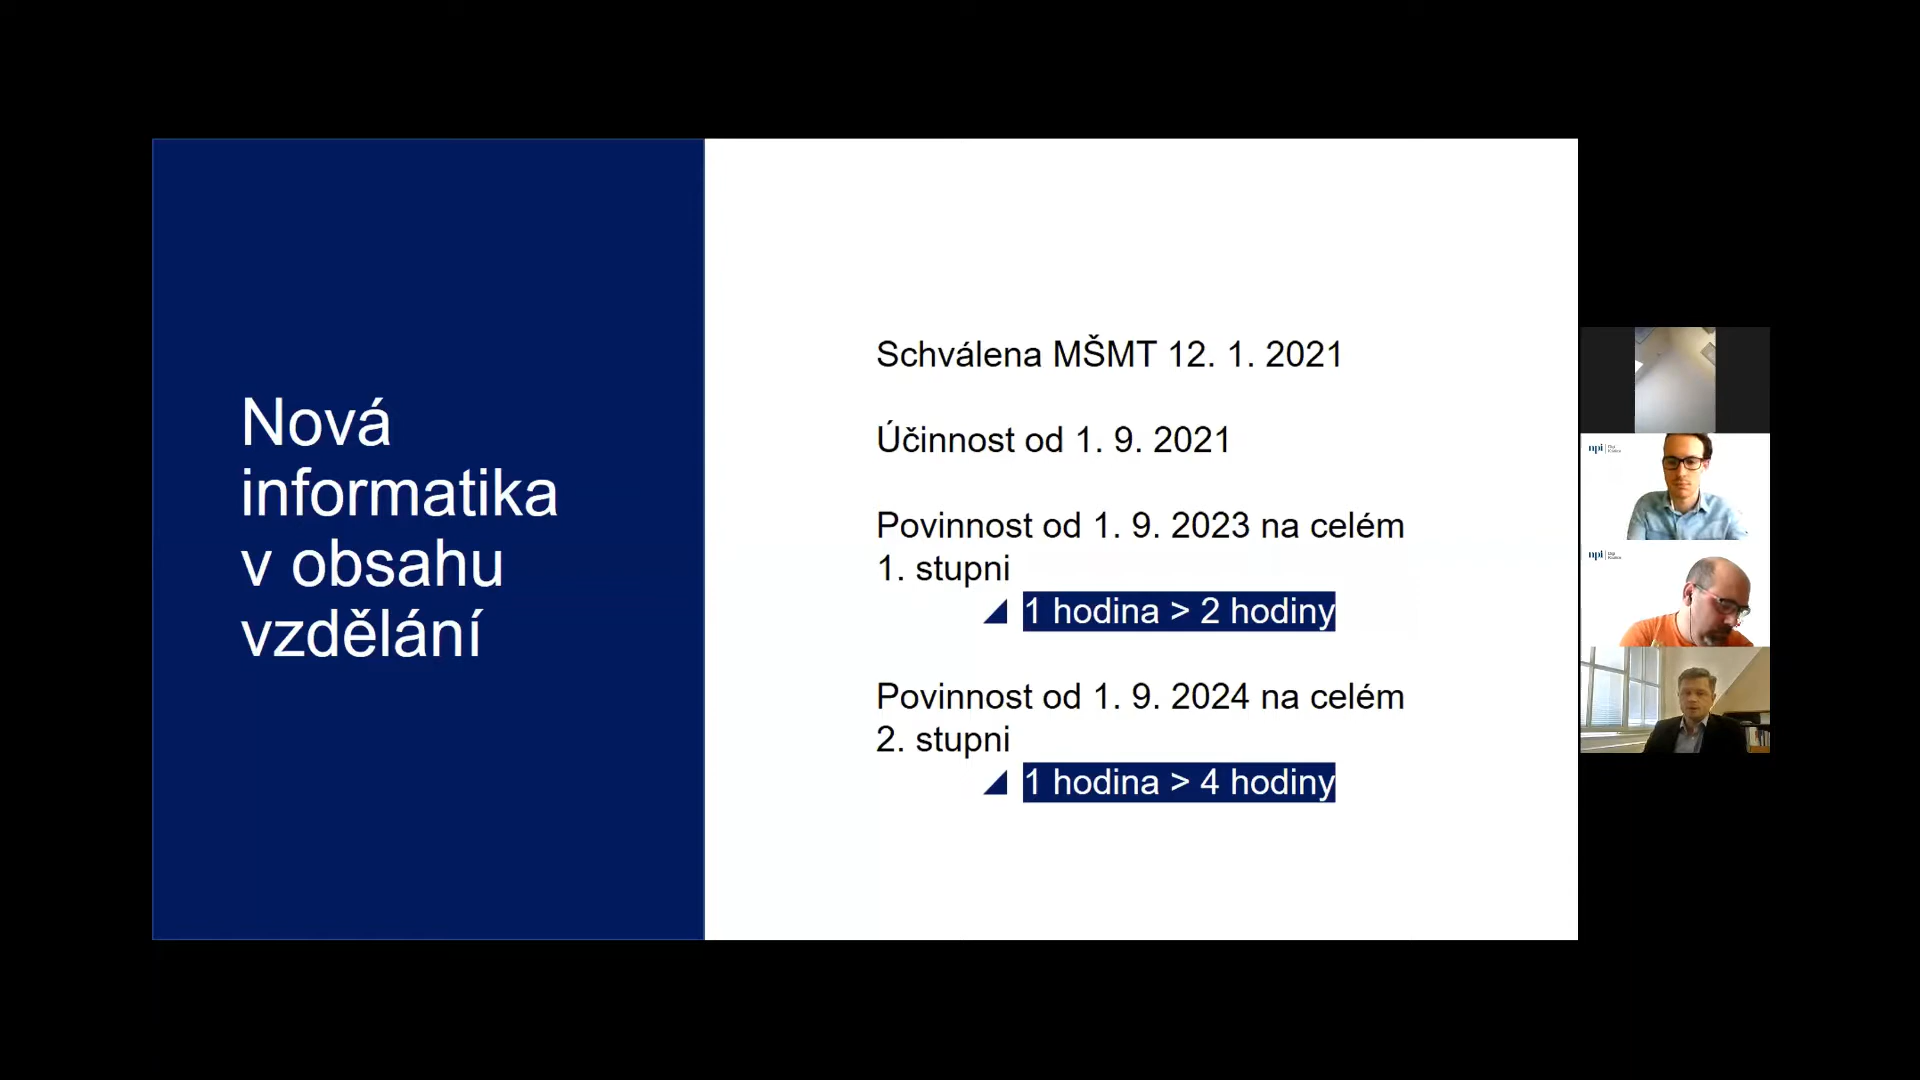 Nová
informatika
v obsahu
vzdělání
Schválena MŠMT 12. 1. 2021
Účinnost od 1. 9. 2021
Povinnost od 1. 9. 2023 na celém
1. stupni
1 hodina > 2 hodiny
Povinnost od 1. 9. 2024 na celém
2. stupni
1 hodina > 4 hodiny
npi
npi